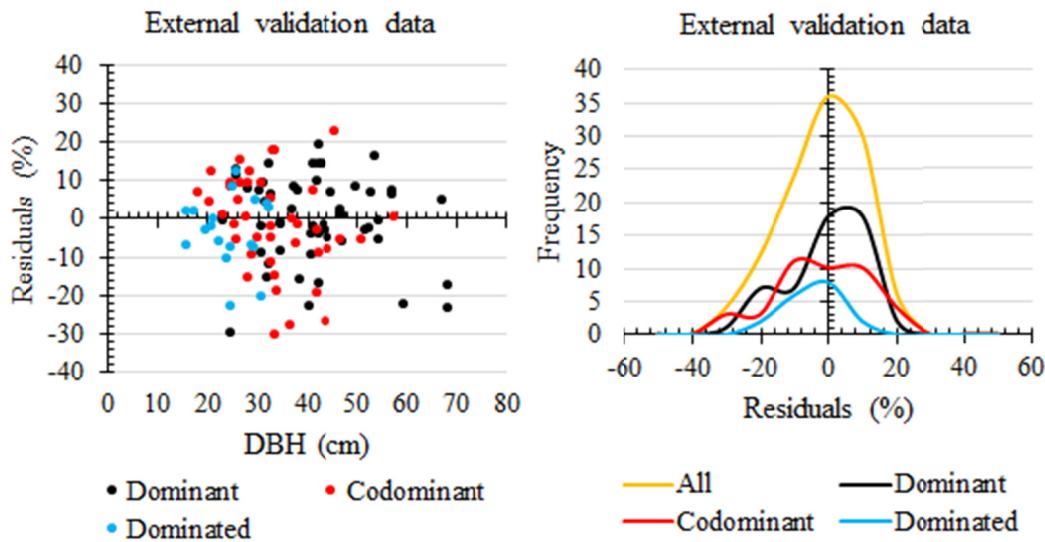 External validation data
40
30
20
10
0
-10
-20
-30
-40
Residuals (%)
0 10 20 30 40 50 60 70 80
DBH (cm)
Dominant Codominant
Dominated
External validation data
40
35
30
25
20
15
10
5
0
Frequency
-60 -40 -20 0 20 40 60
Residuals (%)
All Dominant
Codominant Dominated